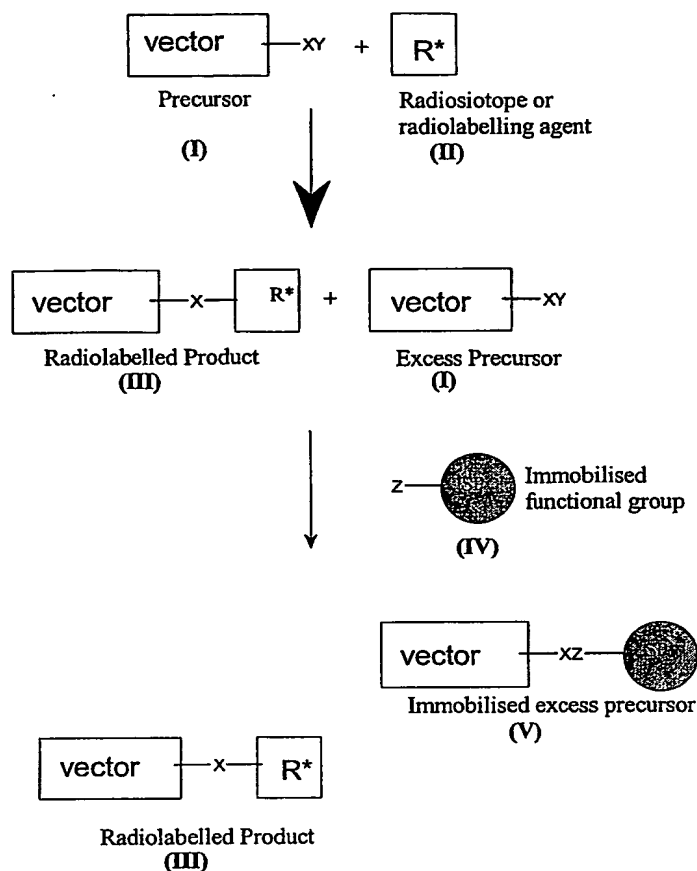 vector XY + R*
Precursor
(I)
Radiosiotope or
radiolabelling agent
(II)
vector X R* + vector XY
Radiolabelled Product
(III)
Excess Precursor
(I)
Z
Immobilised
functional group
(IV)
vector XZ
Immobilised excess precursor
(V)
vector X R*
Radiolabelled Product
(III)